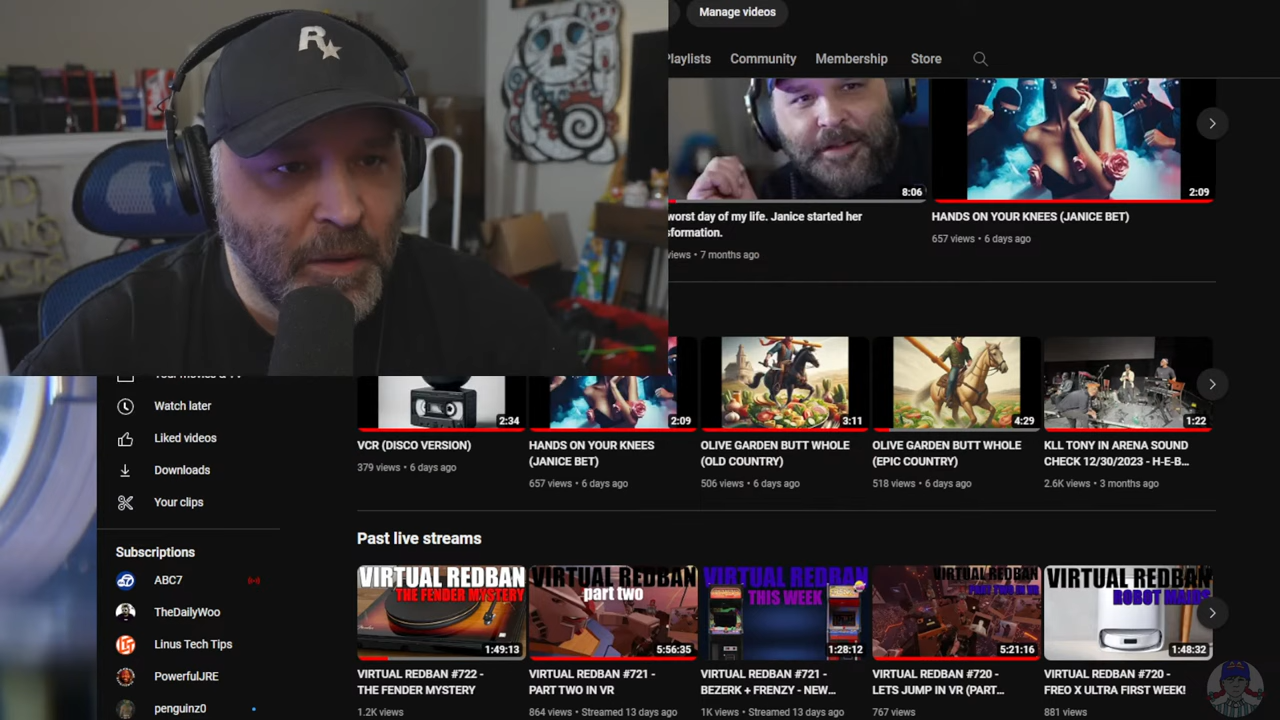 Manage videos
Playlists
Community
Membership
Store
R
8:06
2:09
worst day of my life. Janice started her
sformation.
views • 7 months ago
HANDS ON YOUR KNEES (JANICE BET)
657 views • 6 days ago
Watch later
Liked videos
Downloads
Your clips
Subscriptions
ABC7
TheDailyWoo
Linus Tech Tips
PowerfulJRE
penguinz0
2:34
2:09
3:11
4:29
1:22
VCR (DISCO VERSION)
379 views • 6 days ago
HANDS ON YOUR KNEES
(JANICE BET)
657 views • 6 days ago
OLIVE GARDEN BUTT WHOLE
(OLD COUNTRY)
506 views • 6 days ago
OLIVE GARDEN BUTT WHOLE
(EPIC COUNTRY)
518 views • 6 days ago
KLL TONY IN ARENA SOUND
CHECK 12/30/2023 - H-E-B...
2.6K views • 3 months ago
Past live streams
VIRTUAL REDBAN
THE FENDER MYSTERY
1:49:13
VIRTUAL REDBAN #722 -
THE FENDER MYSTERY
1.2K views
VIRTUAL REDBAN
part two
5:56:35
VIRTUAL REDBAN #721 -
PART TWO IN VR
864 views • Streamed 13 days ago
VIRTUAL REDBAN
THIS WEEK
1:28:12
VIRTUAL REDBAN #721 -
BEZERK + FRENZY - NEW...
1K views • Streamed 13 days ago
VIRTUAL REDBAN
PART TWO IN VR
5:21:16
VIRTUAL REDBAN #720 -
LETS JUMP IN VR (PART...
767 views
VIRTUAL REDBAN
ROBOT MAIDS
1:48:32
VIRTUAL REDBAN #720 -
FREO X ULTRA FIRST WEEK!
881 views